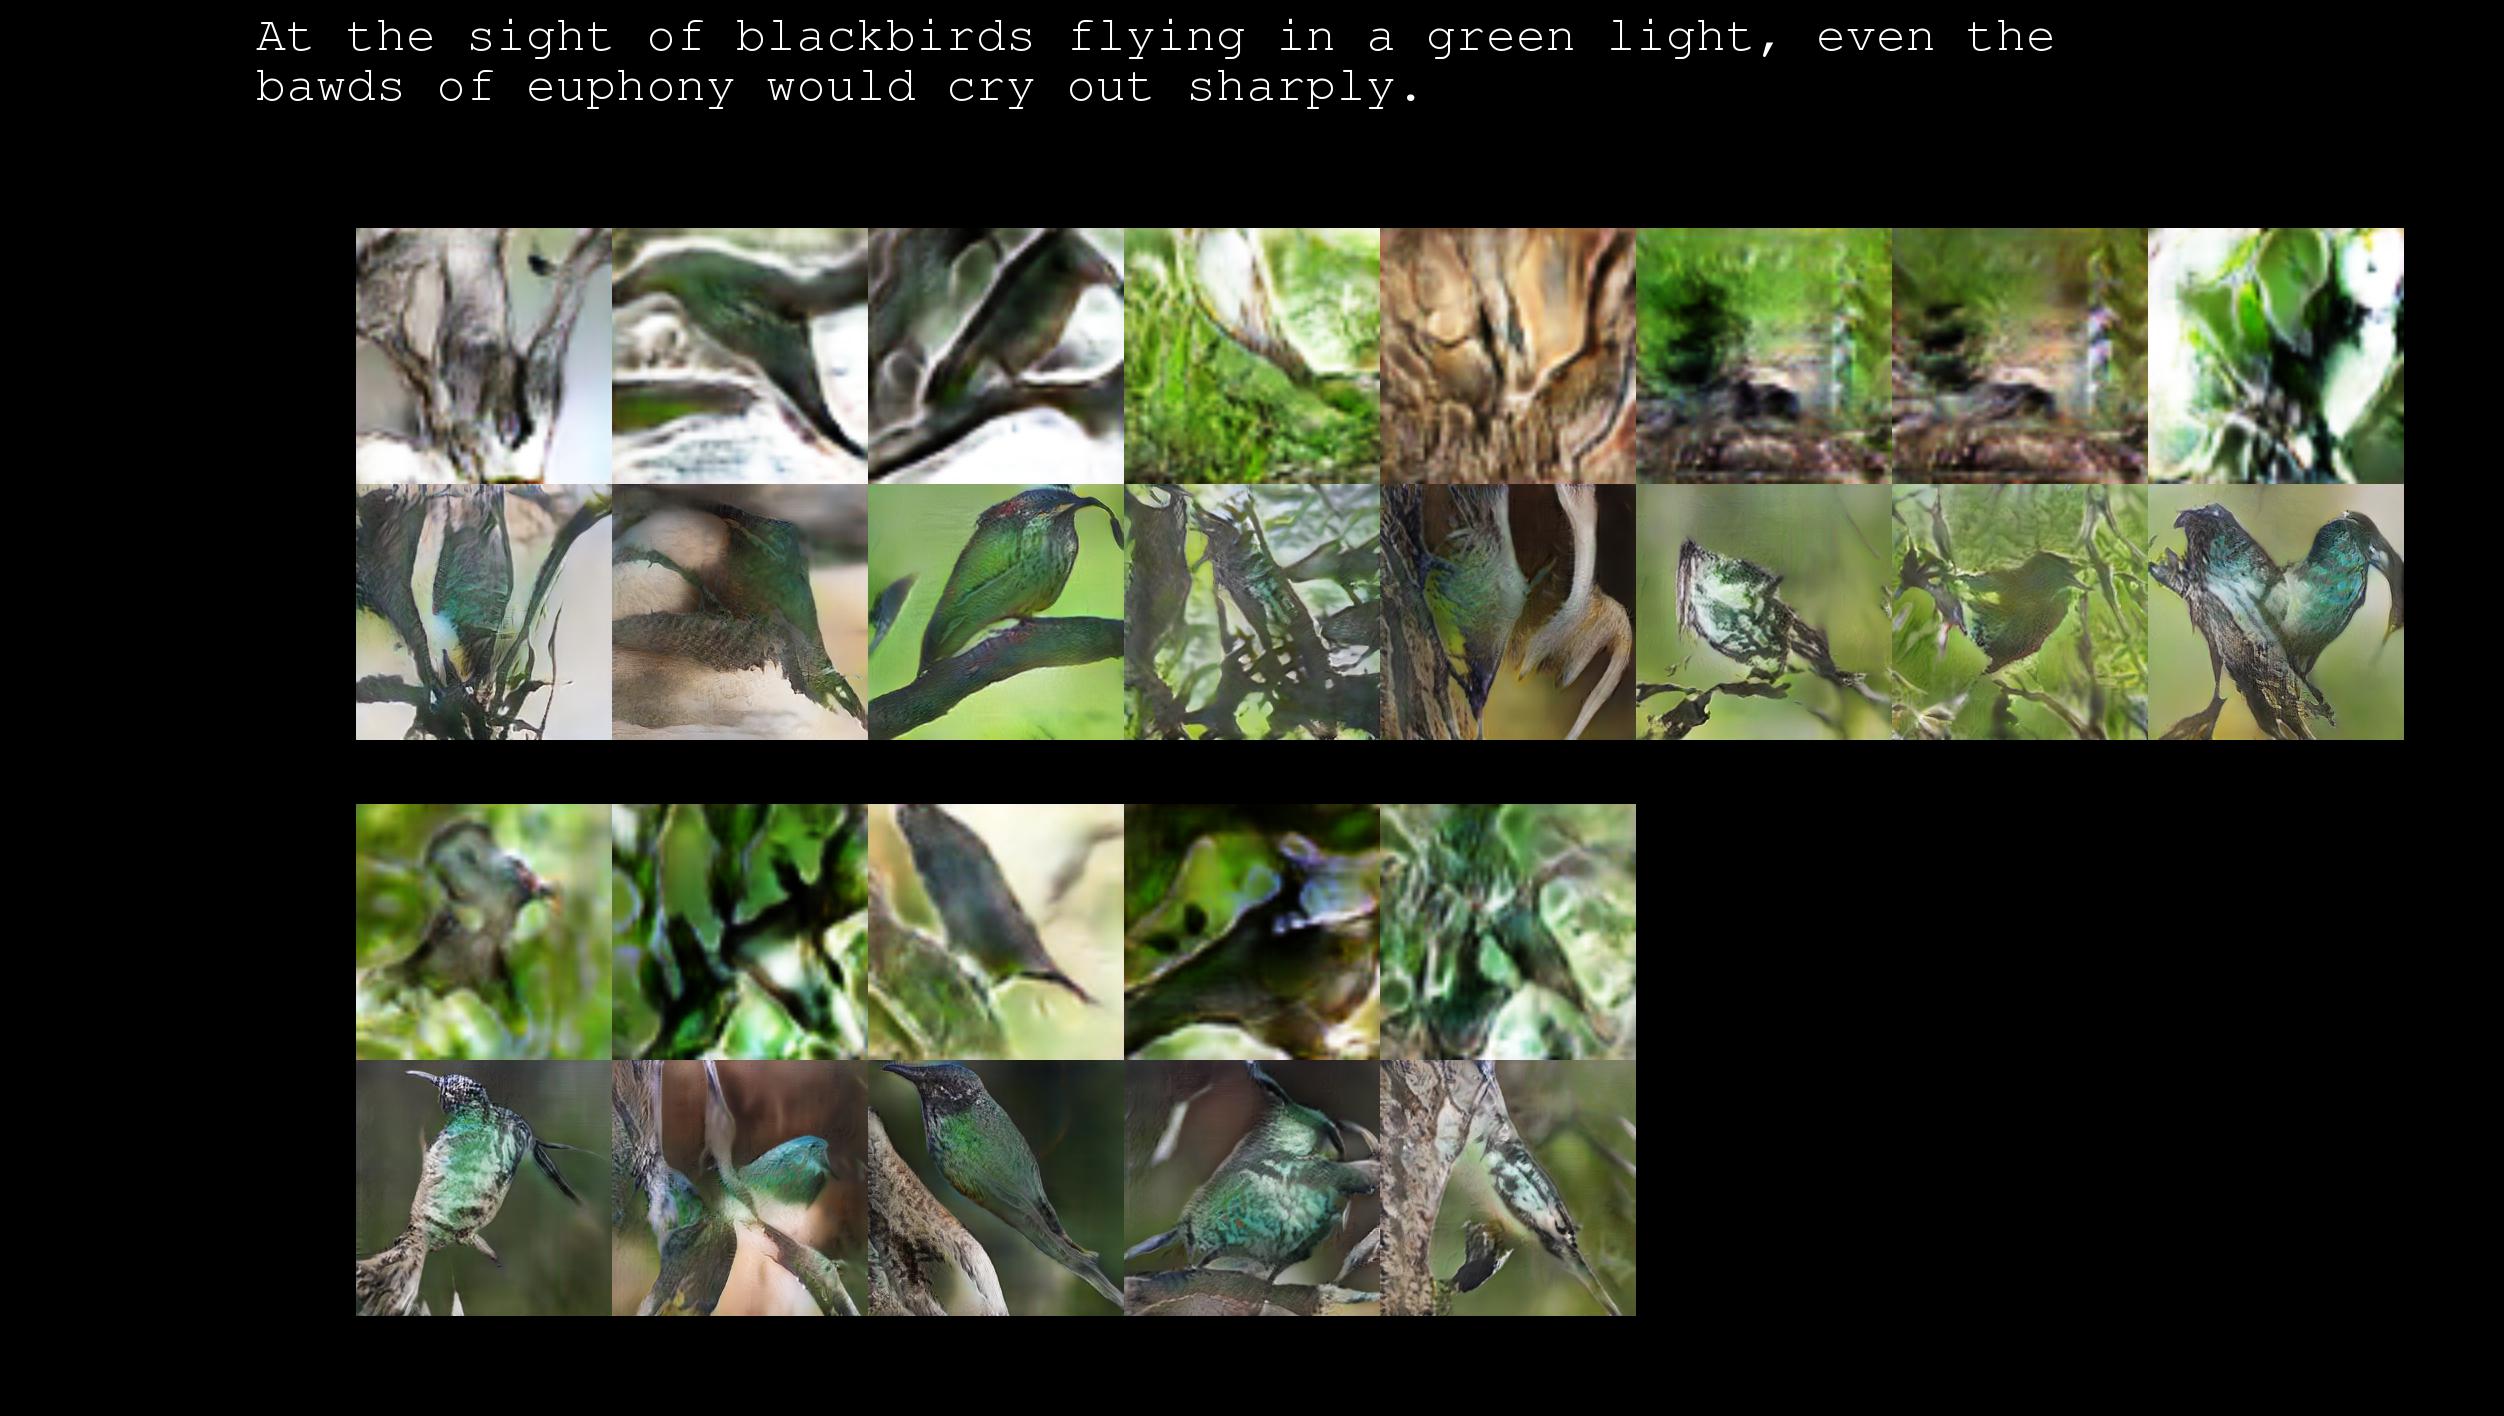 At the sight of blackbirds flying in a green light, even the
bawds of euphony would cry out sharply.